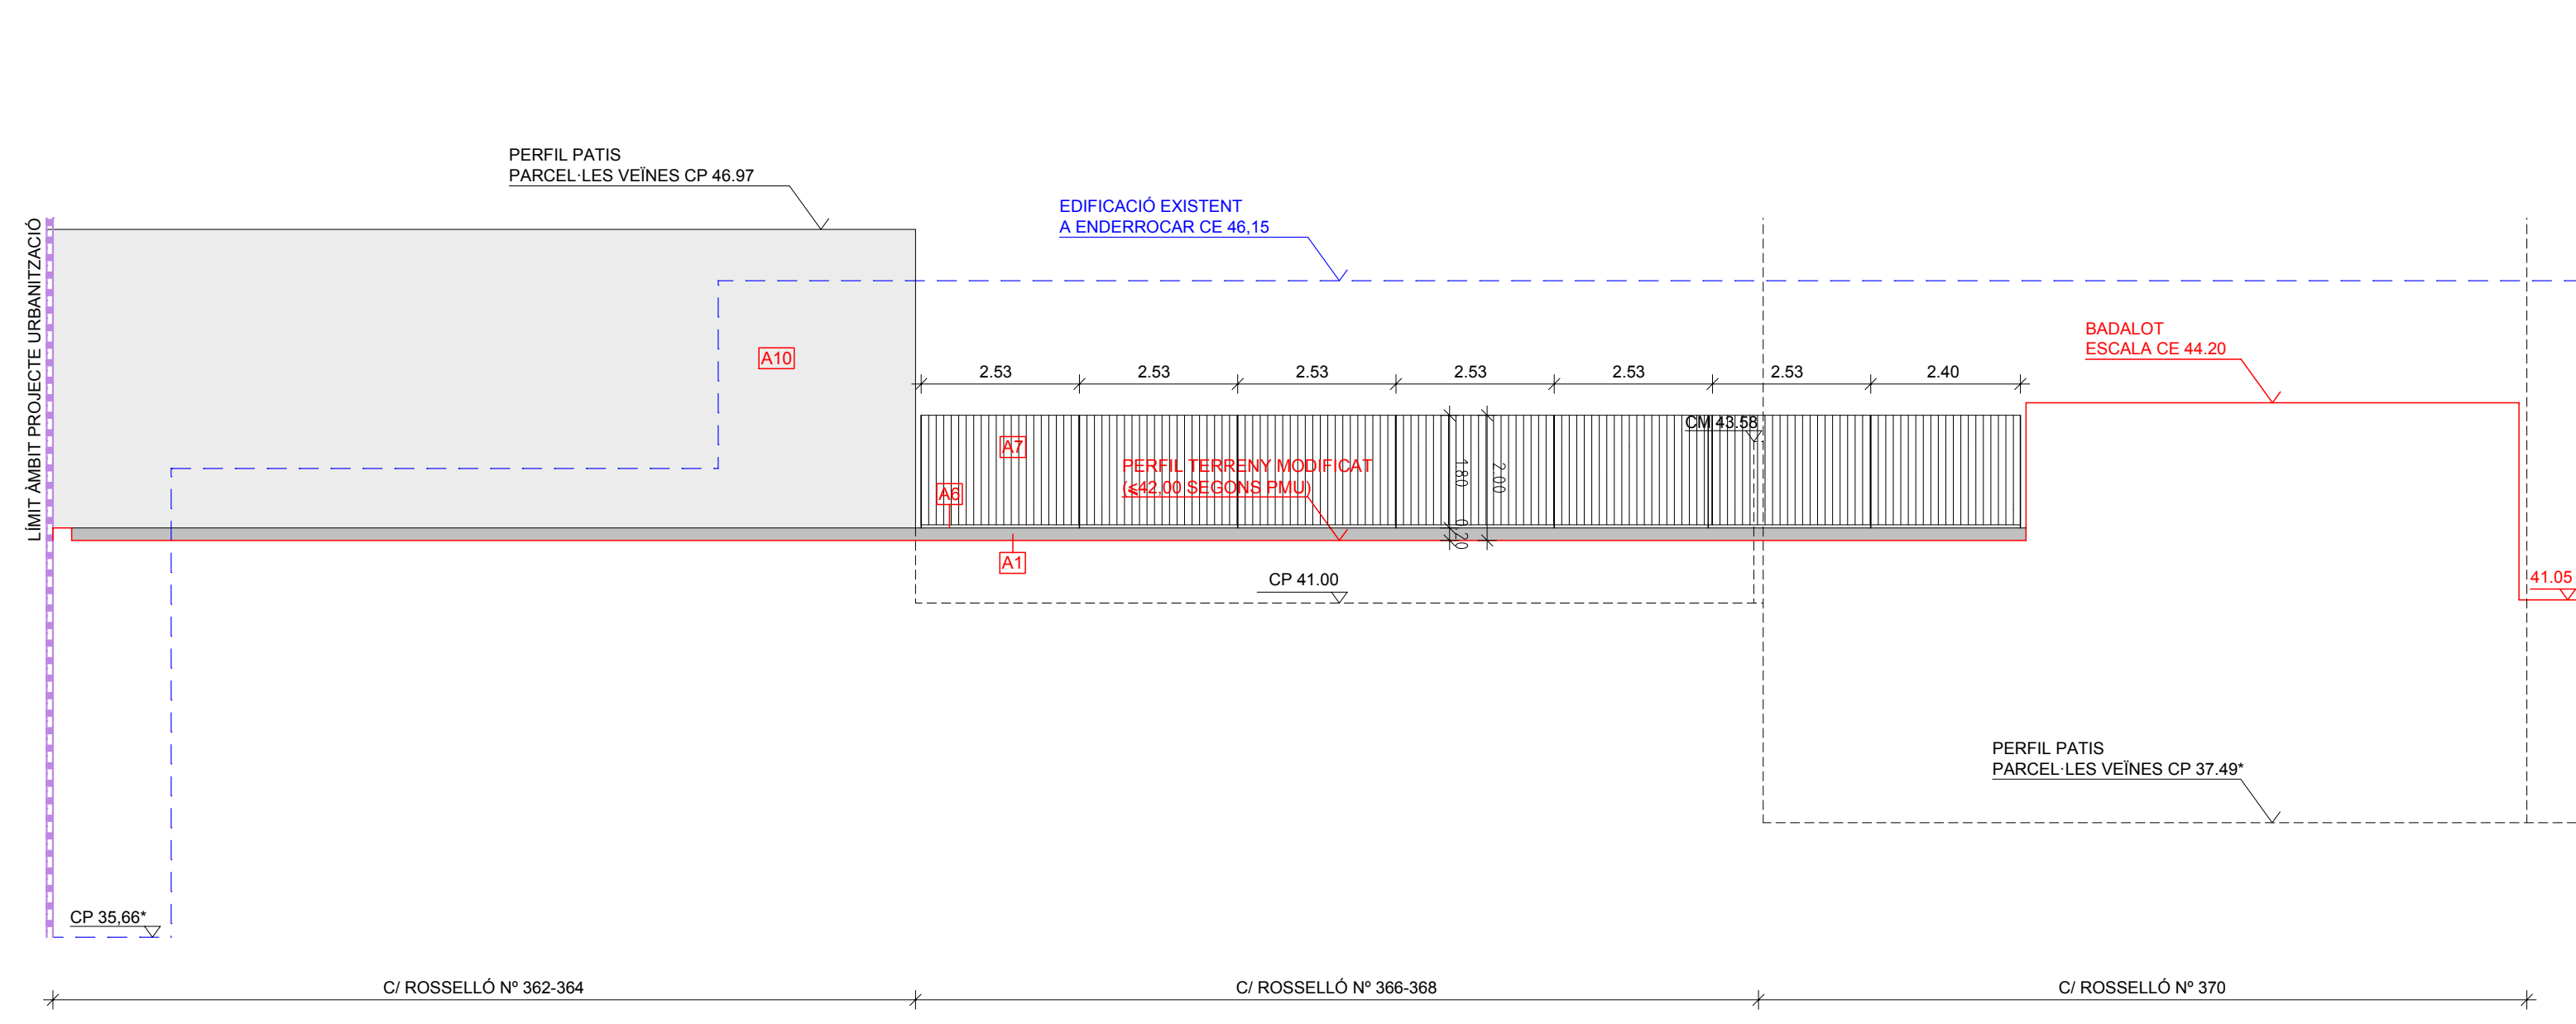 PERFIL PATIS
PARCEL·LES VEÏNES CP 46.97
EDIFICACIÓ EXISTENT
A ENDERROCAR CE 46,15
LÍMIT ÀMBIT PROJECTE URBANITZACIÓ
BADALOT
ESCALA CE 44.20
A10
2.53
2.53
2.53
2.53
2.53
2.53
2.40
CM 43.58
A7
PERFIL TERRENY MODIFICAT
(≤42,00 SEGONS PMU)
A6
1.80
2.00
0.20
A1
CP 41.00
41.05
PERFIL PATIS
PARCEL·LES VEÏNES CP 37.49*
CP 35,66*
C/ ROSSELLÓ Nº 362-364
C/ ROSSELLÓ Nº 366-368
C/ ROSSELLÓ Nº 370